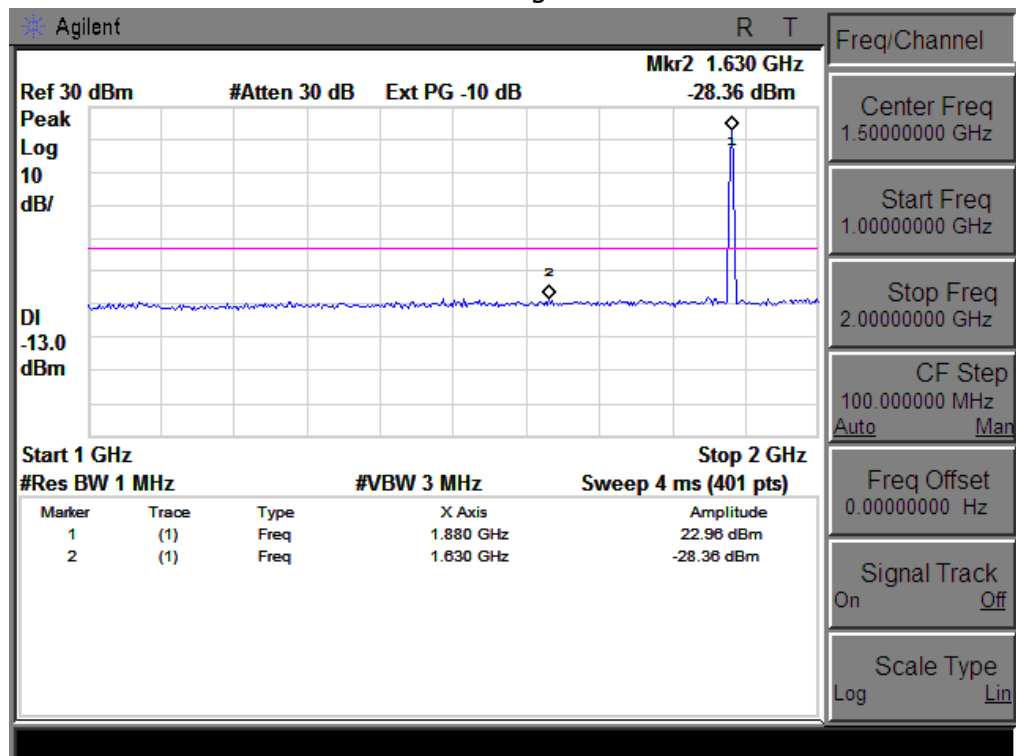 Agilent R T
Freq/Channel
Mkr2 1.630 GHz
Ref 30 dBm #Atten 30 dB Ext PG -10 dB -28.36 dBm
Peak
Log
10
dB/
1
2
DI
-13.0
dBm
Start 1 GHz Stop 2 GHz
#Res BW 1 MHz #VBW 3 MHz Sweep 4 ms (401 pts)
Marker Trace Type X Axis Amplitude
1 (1) Freq 1.880 GHz 22.96 dBm
2 (1) Freq 1.630 GHz -28.36 dBm
Center Freq
1.50000000 GHz
Start Freq
1.00000000 GHz
Stop Freq
2.00000000 GHz
CF Step
100.000000 MHz
Auto Man
Freq Offset
0.00000000 Hz
Signal Track
On Off
Scale Type
Log Lin